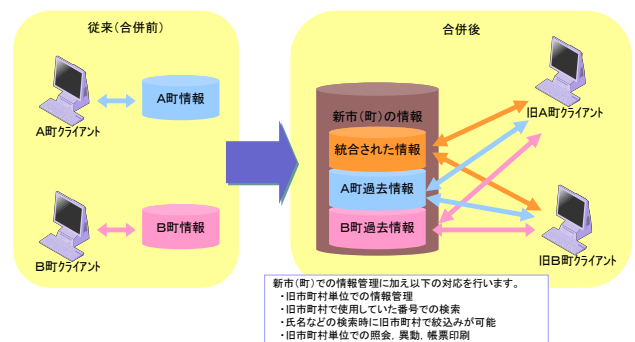 従来(合併前)
A町クライアント
A町情報
B町クライアント
B町情報
合併後
新市(町)の情報
統合された情報
A町過去情報
B町過去情報
旧A町クライアント
旧B町クライアント
新市(町)での情報管理に加え以下の対応を行います。
・旧市町村単位での情報管理
・旧市町村で使用していた番号での検索
・氏名などの検索時に旧市町村で絞込みが可能
・旧市町村単位での照会, 異動, 帳票印刷